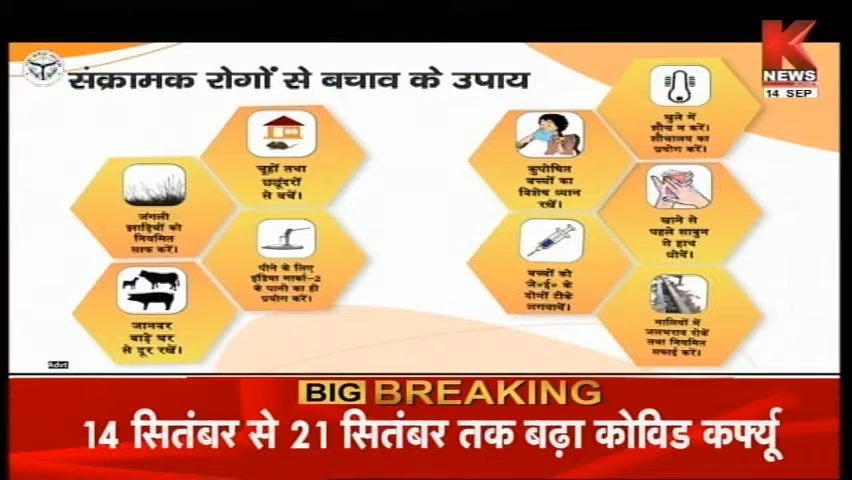 K
NEWS
INDIA
14 SEP
संक्रामक रोगों से बचाव के उपाय
चूहों तथा
छछूंदरों
से बचें।
जंगली
झाड़ियों को
नियमित
साफ करें।
पीने के लिए
इंडिया मार्का-2
के पानी का ही
प्रयोग करें।
जानवर
बाड़े घर
से दूर रखें।
खुले में
शौच न करें।
शौचालय का
प्रयोग करें।
कुपोषित
बच्चों का
विशेष ध्यान
रखें।
खाने से
पहले साबुन
से हाथ
धोयें।
बच्चों को
जे०ई० के
दोनों टीके
लगवायें।
नालियों में
जलभराव रोकें
तथा नियमित
सफाई करें।
Advt
BIG BREAKING
14 सितंबर से 21 सितंबर तक बढ़ा कोविड कर्फ्यू